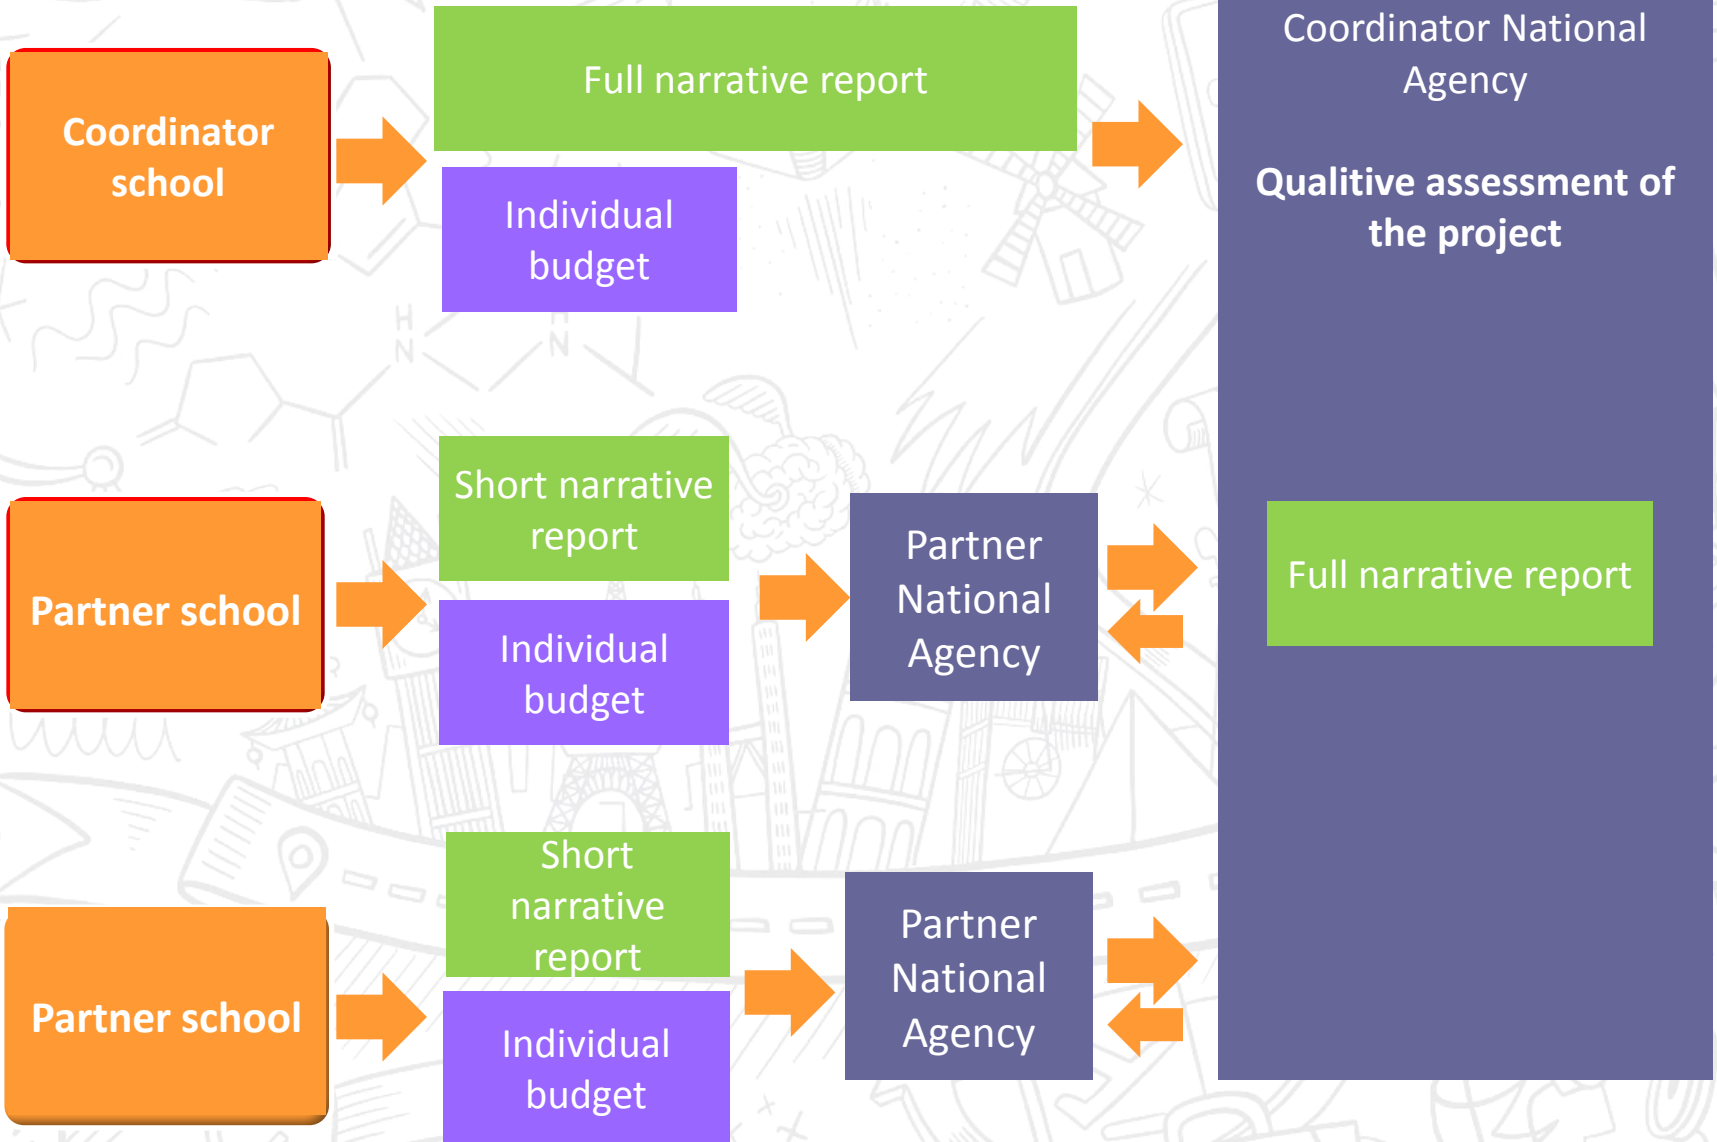 Coordinator
school
Full narrative report
Individual
budget
Coordinator National
Agency
Qualitive assessment of
the project
Partner school
Short narrative
report
Individual
budget
Partner
National
Agency
Full narrative report
Partner school
Short
narrative
report
Individual
budget
Partner
National
Agency
H
N
H
N